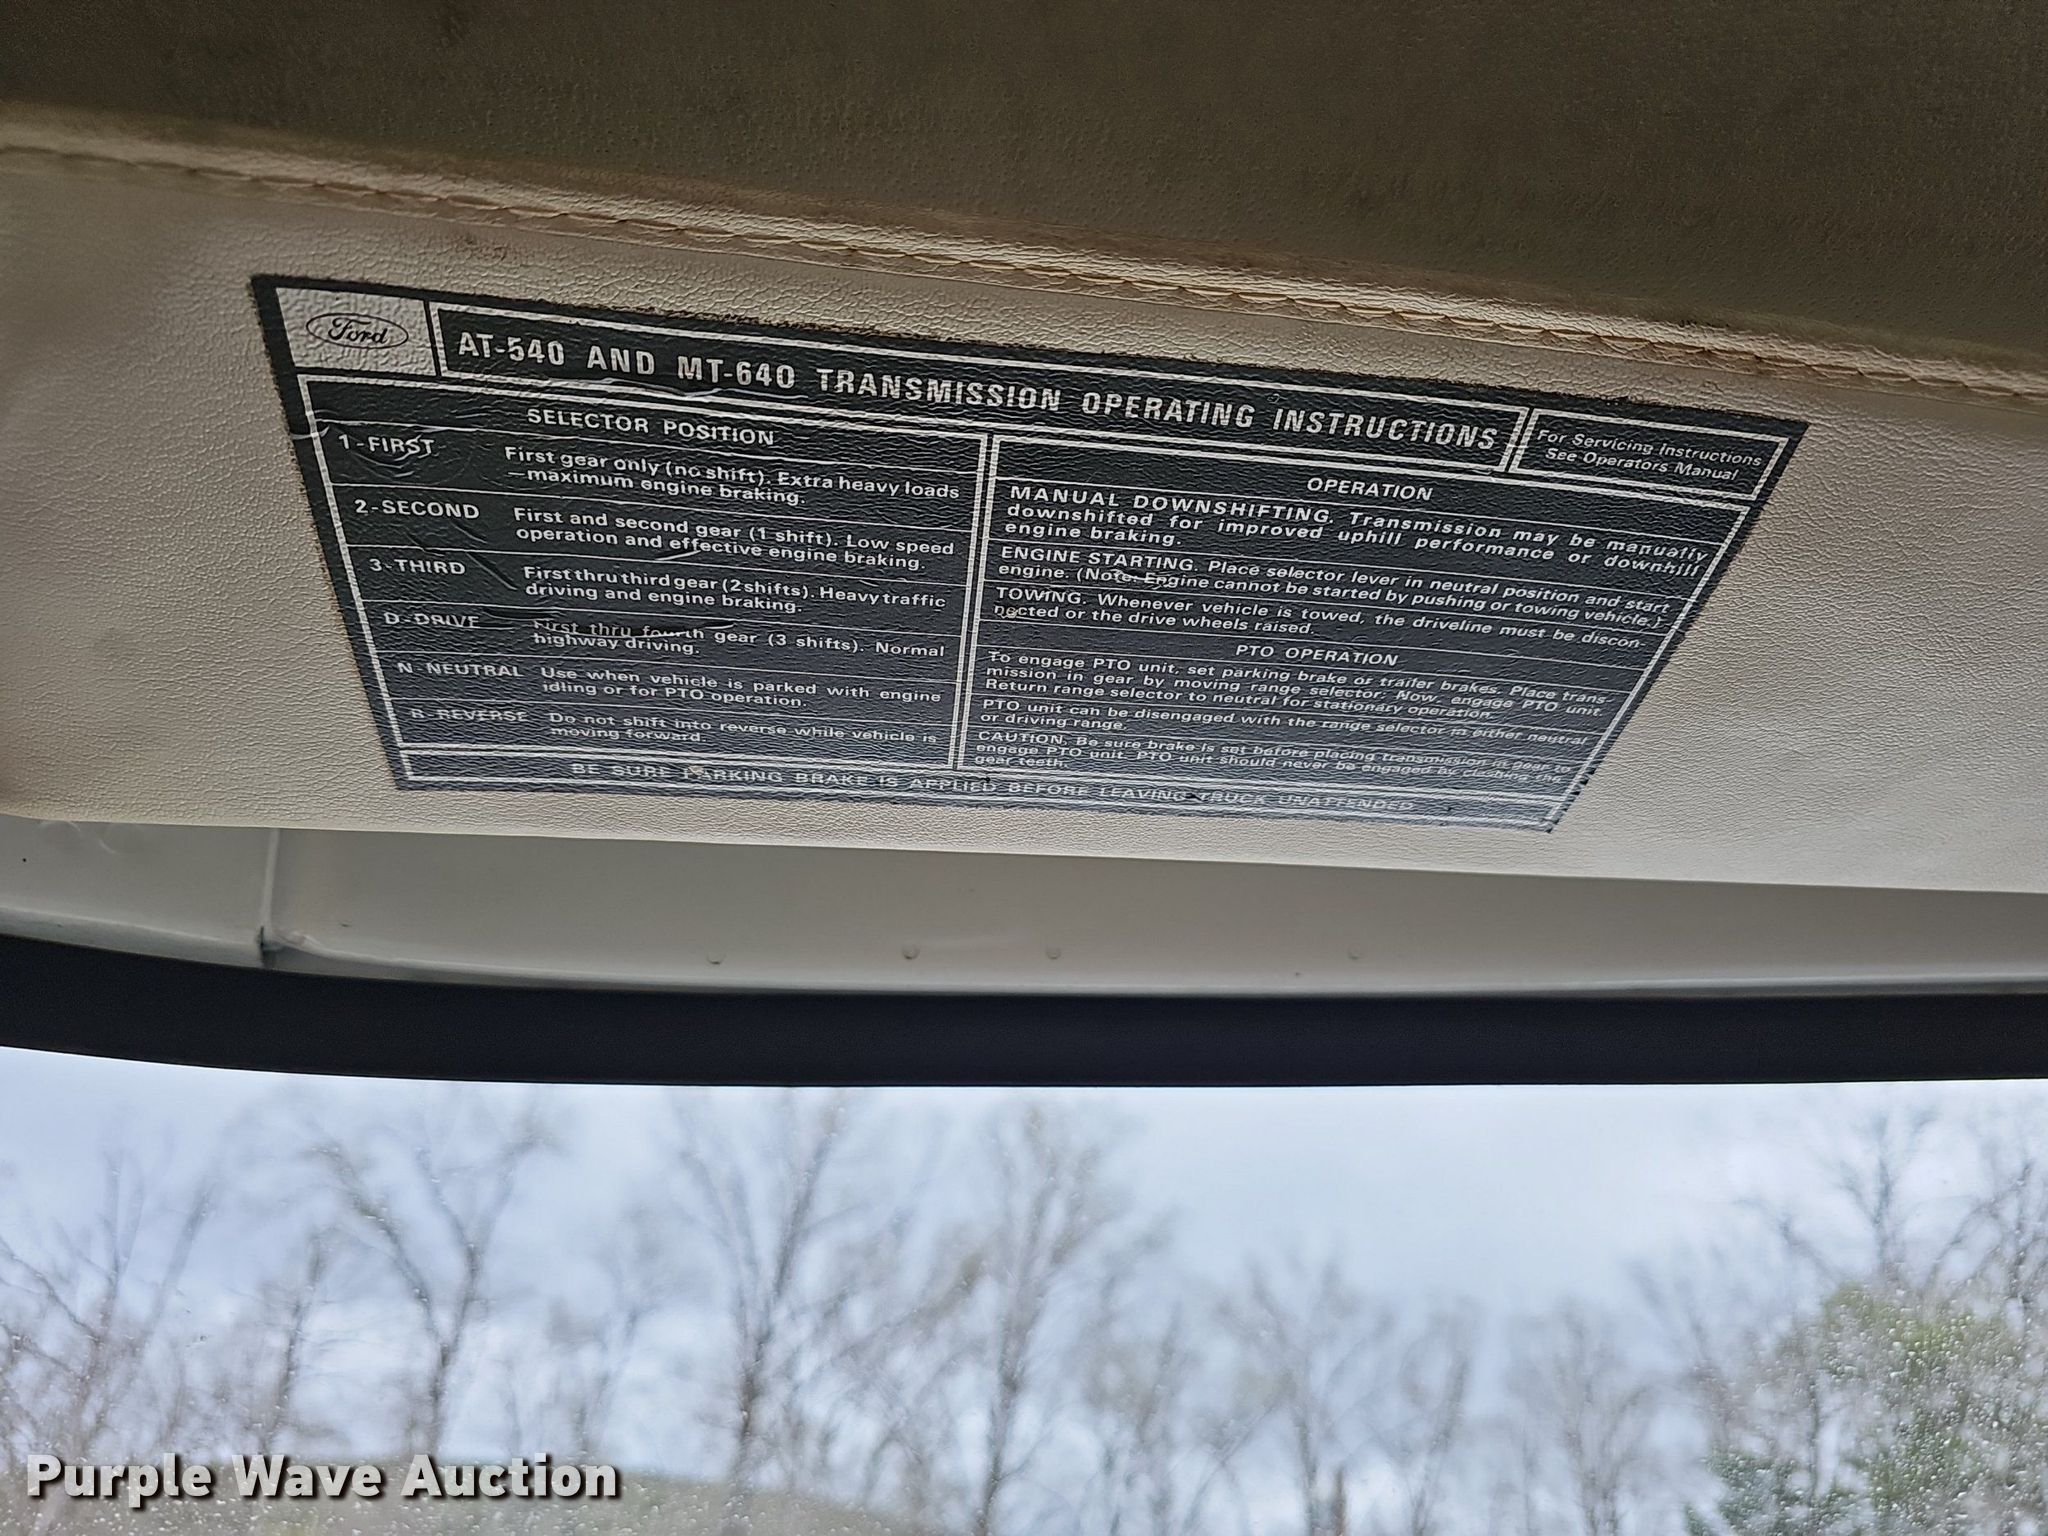 Ford
AT-540 AND MT-640 TRANSMISSION OPERATING INSTRUCTIONS
For Servicing Instructions
See Operators Manual
SELECTOR POSITION
1-FIRST
First gear only (no shift). Extra heavy loads
—maximum engine braking.
2-SECOND
First and second gear (1 shift). Low speed
operation and effective engine braking.
3-THIRD
First thru third gear (2 shifts). Heavy traffic
driving and engine braking.
D-DRIVE
First thru fourth gear (3 shifts). Normal
highway driving.
N-NEUTRAL
Use when vehicle is parked with engine
idling or for PTO operation.
R-REVERSE
Do not shift into reverse while vehicle is
moving forward.
OPERATION
MANUAL DOWNSHIFTING. Transmission may be manually
downshifted for improved uphill performance or downhill
engine braking.
ENGINE STARTING. Place selector lever in neutral position and start
engine. (Note: Engine cannot be started by pushing or towing vehicle.)
TOWING. Whenever vehicle is towed, the driveline must be discon-
nected or the drive wheels raised.
PTO OPERATION
To engage PTO unit, set parking brake or trailer brakes. Place trans-
mission in gear by moving range selector; Now, engage PTO unit.
Return range selector to neutral for stationary operation.
PTO unit can be disengaged with the range selector in either neutral
or driving range.
CAUTION. Be sure brake is set before placing transmission in gear to
engage PTO unit. PTO unit should never be engaged by clashing the
gear teeth.
BE SURE PARKING BRAKE IS APPLIED BEFORE LEAVING TRUCK UNATTENDED
Purple Wave Auction